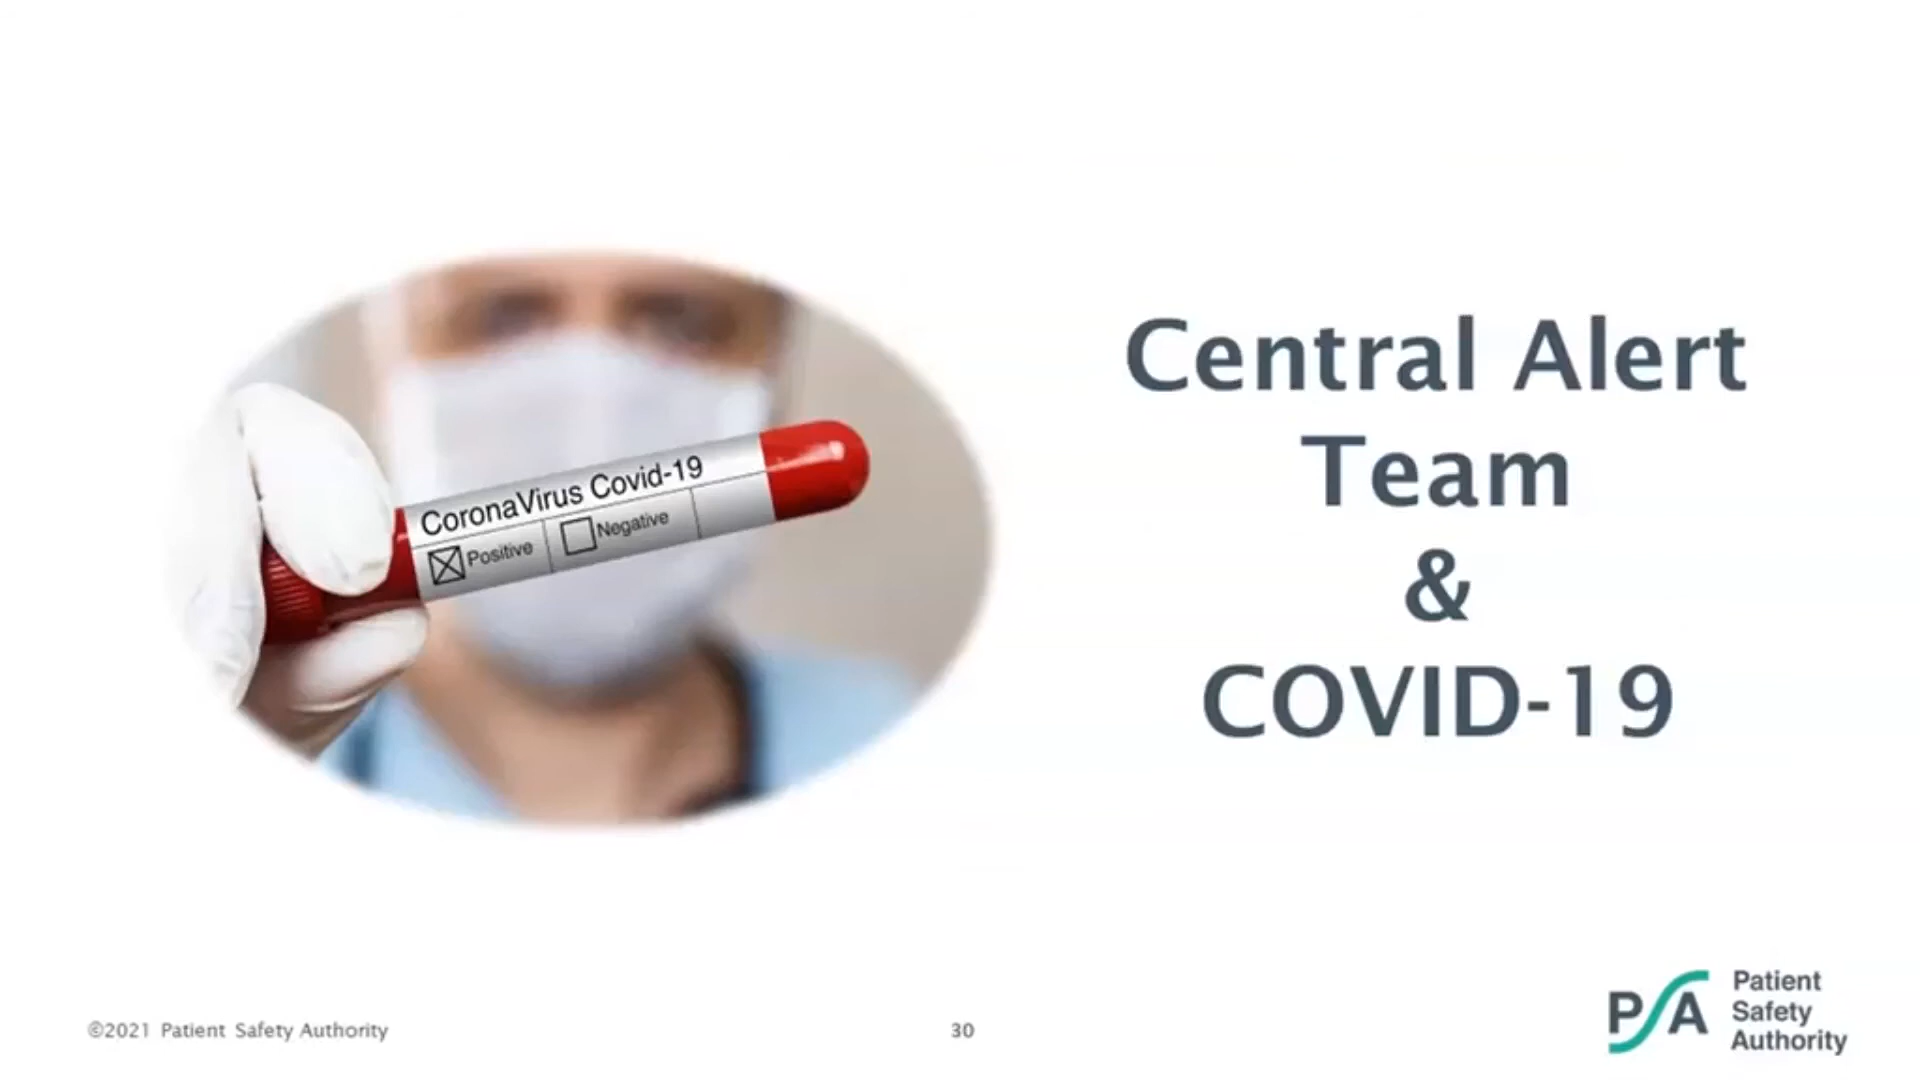 CoronaVirus Covid-19
Positive
Negative
Central Alert
Team
&
COVID-19
©2021 Patient Safety Authority
30
PSA
Patient
Safety
Authority